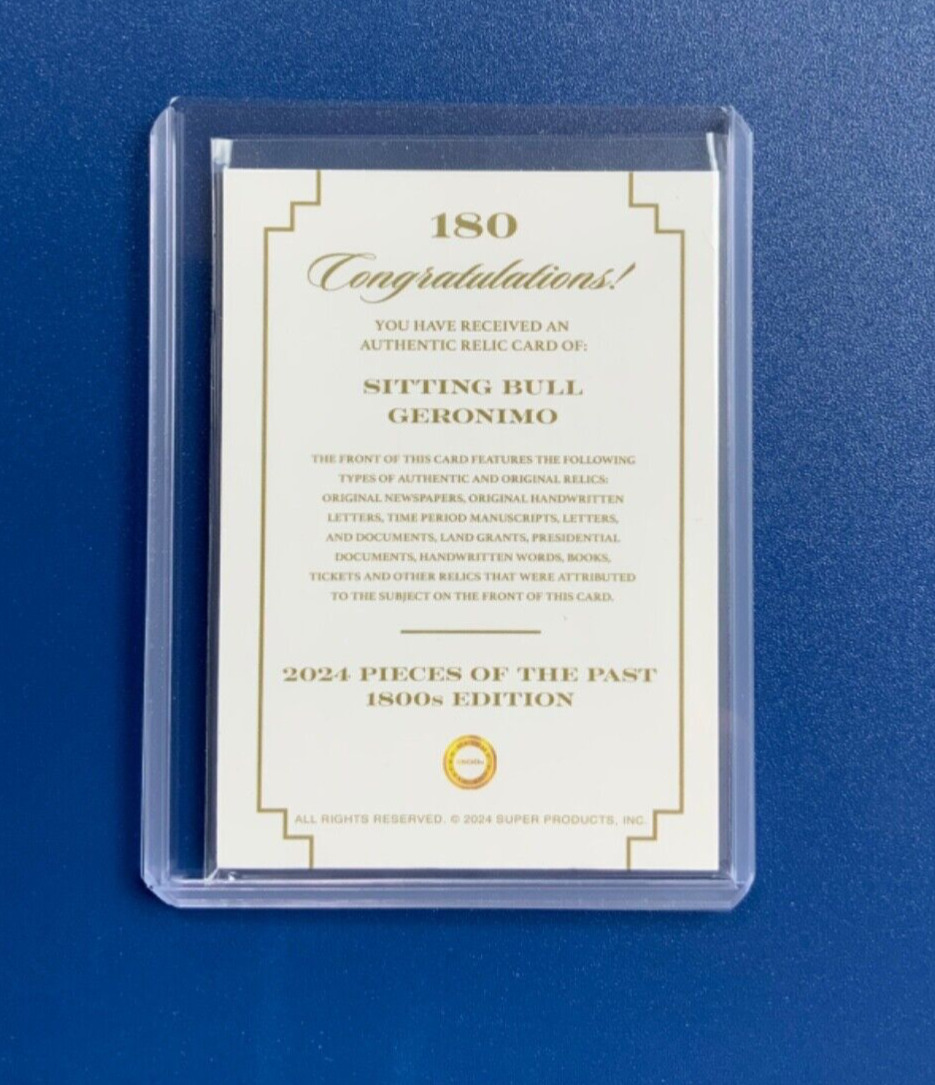 180
Congratulations!
YOU HAVE RECEIVED AN
AUTHENTIC RELIC CARD OF:
SITTING BULL
GERONIMO
THE FRONT OF THIS CARD FEATURES THE FOLLOWING
TYPES OF AUTHENTIC AND ORIGINAL RELICS:
ORIGINAL NEWSPAPERS, ORIGINAL HANDWRITTEN
LETTERS, TIME PERIOD MANUSCRIPTS, LETTERS,
AND DOCUMENTS, LAND GRANTS, PRESIDENTIAL
DOCUMENTS, HANDWRITTEN WORDS, BOOKS,
TICKETS AND OTHER RELICS THAT WERE ATTRIBUTED
TO THE SUBJECT ON THE FRONT OF THIS CARD.
2024 PIECES OF THE PAST
1800s EDITION
ALL RIGHTS RESERVED. © 2024 SUPER PRODUCTS, INC.